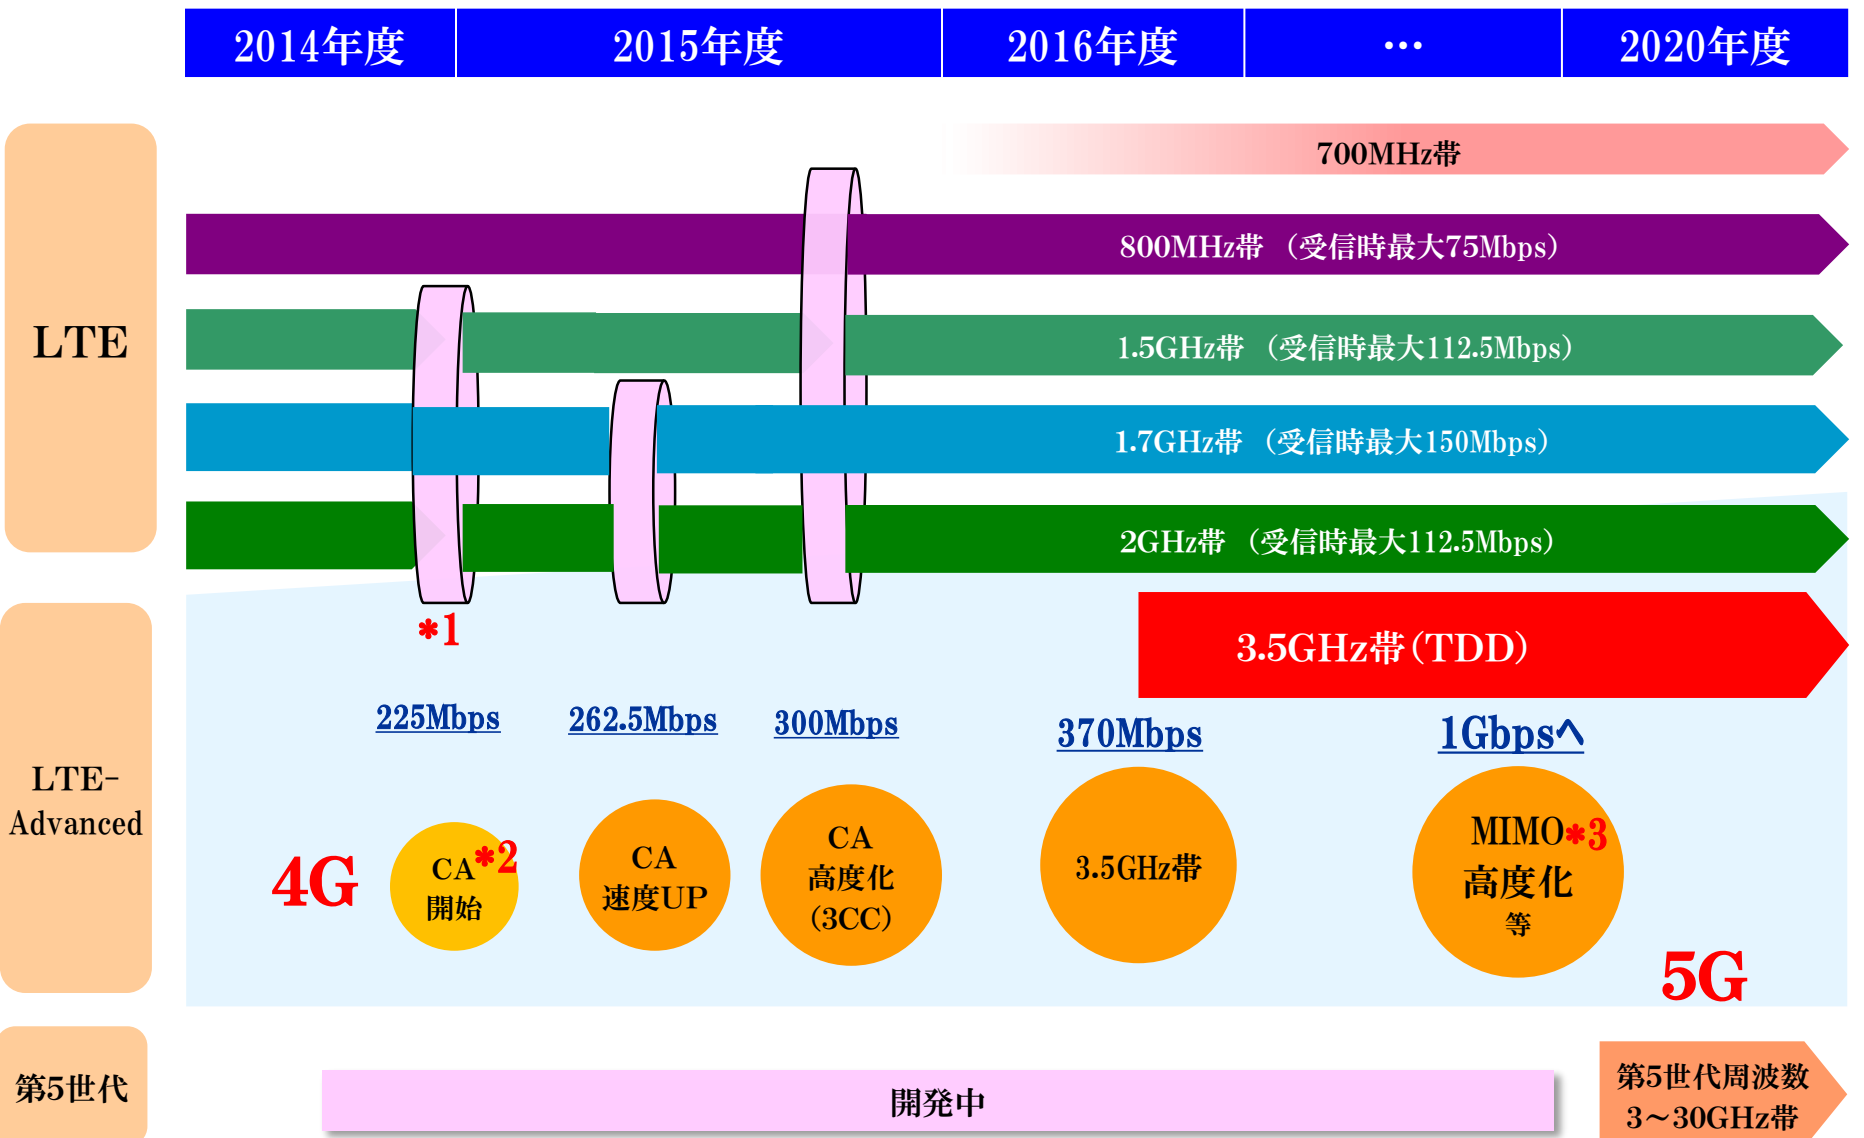 2014年度
2015年度
2016年度
…
2020年度
LTE
700MHz帯
800MHz帯 （受信時最大75Mbps）
1.5GHz帯 （受信時最大112.5Mbps）
1.7GHz帯 （受信時最大150Mbps）
2GHz帯 （受信時最大112.5Mbps）
*1
3.5GHz帯（TDD）
LTE-
Advanced
225Mbps
262.5Mbps
300Mbps
370Mbps
1Gbpsへ
4G
CA*2
開始
CA
速度UP
CA
高度化
（3CC）
3.5GHz帯
MIMO*3
高度化
等
5G
第5世代
開発中
第5世代周波数
3～30GHz帯